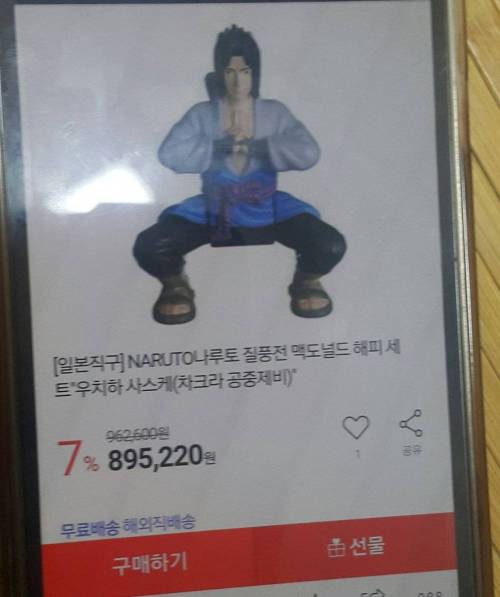 [일본직구] NARUTO나루토 질풍전 맥도널드 해피 세
트"우치하 사스케(차크라 공중제비)"
962,600원
7% 895,220원
1
공유
무료배송 해외직배송
구매하기
선물